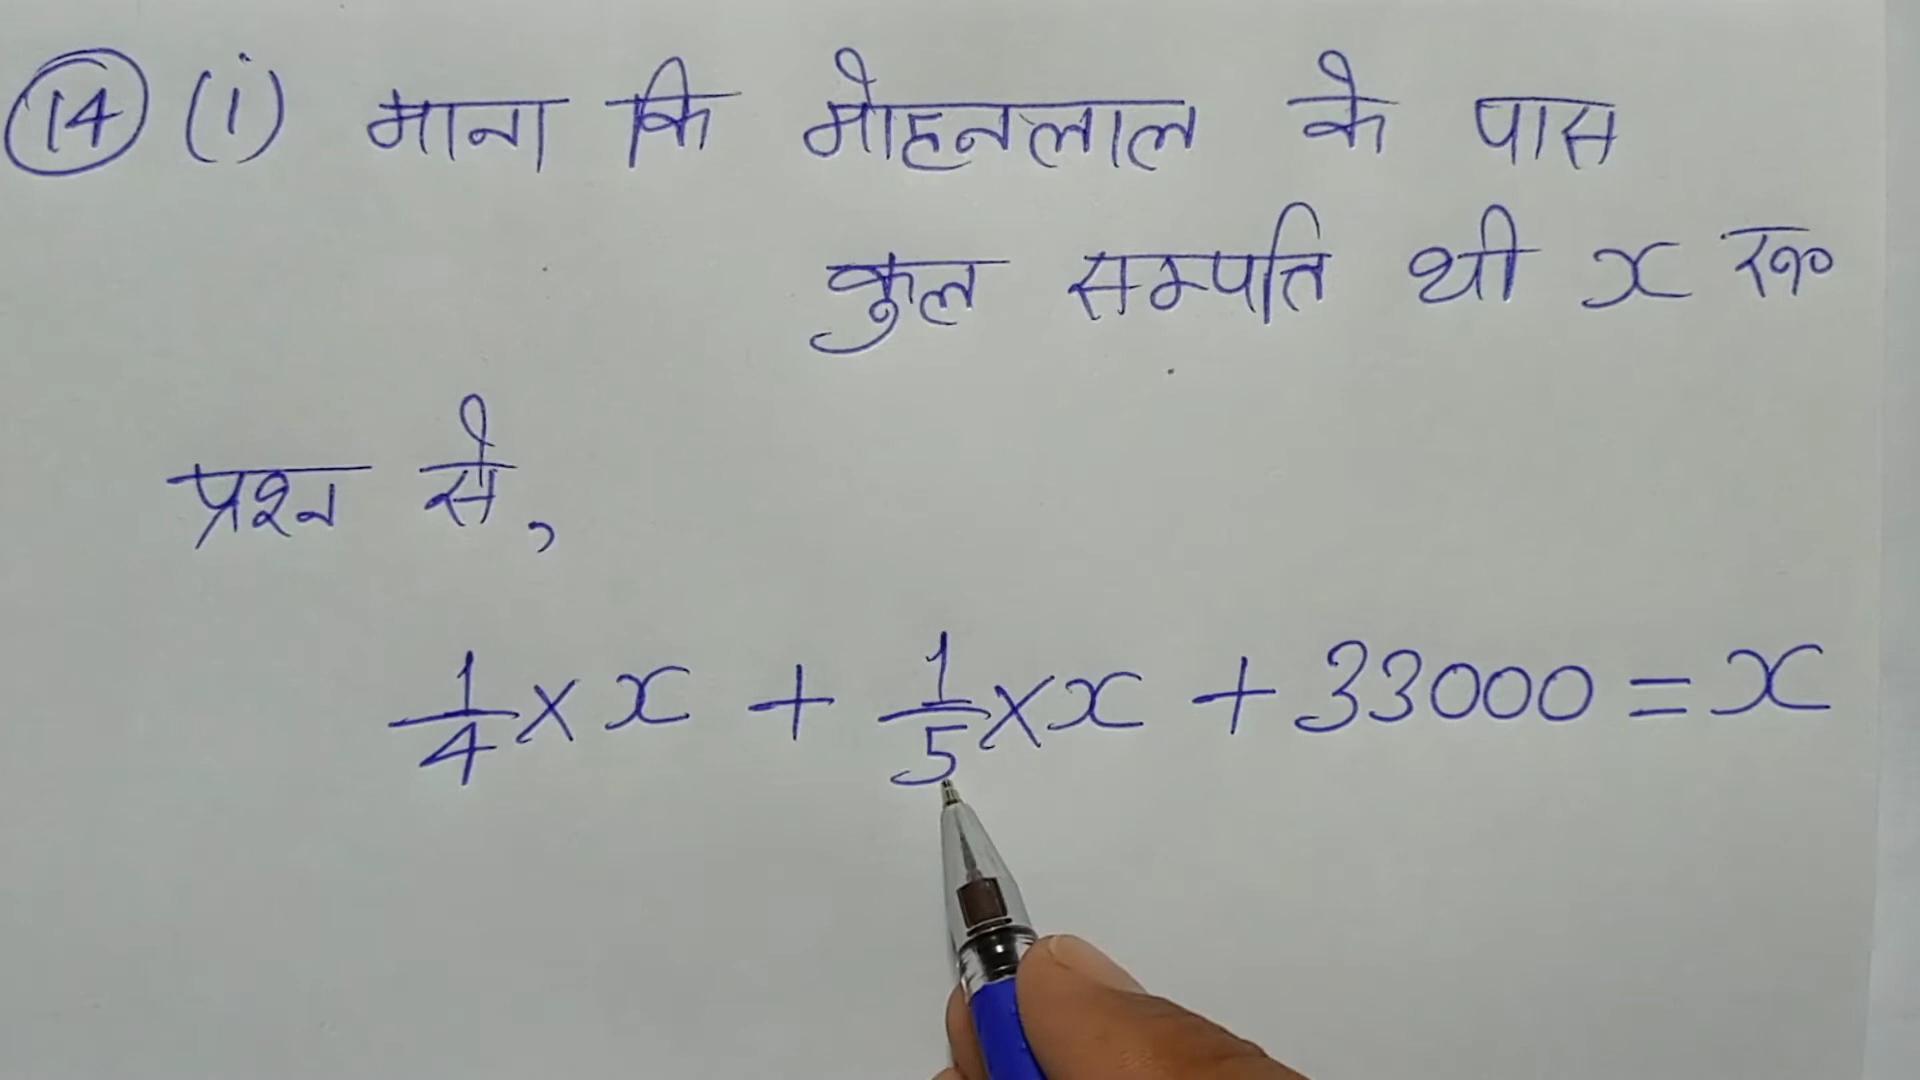 14 (i) माना कि मोहनलाल के पास
कुल सम्पति थी x रू०
प्रश्न से,
1/4 × x + 1/5 × x + 33000 = x